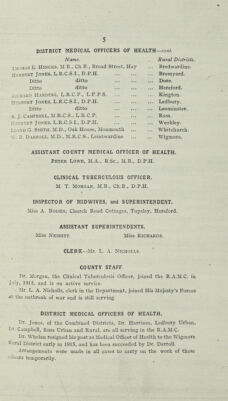 5
DISTRICT MEDICAL OFFICERS OF HEALTH—cont.
Name. Rural Districts.
THOMAS E. HINCKS, M.B., Ch.B., Broad Street, Hay ... ... Bredwardine.
HERBERT JONES, L.R.C.S.I., D.P.H. ... ... ... Bromyard.
Ditto ditto ... ... ... Dore.
Ditto ditto ... ... ... Hereford.
RICHARD HARDING, L.R.C.P., L.F.P.S. ... ... ... Kington.
HERBERT JONES, L.R.C.S.I., D.P.H. ... ... ... Ledbury.
Ditto ditto ... ... ... Leominster.
R. J. CAMPBELL, M.R.C.S., L.R.C.P. ... ... ... Ross.
HERBERT JONES, L.R.C.S.I., D.P.H. ... ... ... Weobley.
LLOYD G. SMITH, M.D., Oak House, Monmouth ... ... ... Whitchurch.
W. B. DARROLL, M.D., M.R.C.S., Leintwardine ... ... ... Wigmore.
ASSISTANT COUNTY MEDICAL OFFICER OF HEALTH.
PETER LOWE, M.A., B.Sc., M.B., D.P.H.
CLINICAL TUBERCULOSIS OFFICER.
M. T. MORGAN, M.B., Ch.B., D.P.H.
INSPECTOR OF MIDWIVES, and SUPERINTENDENT.
Miss A. Church Road Cottages, Tupsley, Hereford.
ASSISTANT SUPERINTENDENTS.
Miss NESBITT. Miss RICHARDS.
CLERK—Mr. L. A. NICHOLLS.
COUNTY STAFF.
Dr. Morgan, the Clinical Tuberculosis Officer, joined the R.A.M.C. in
July, 1915, and is on active service.
Mr. L. A. Nicholls, clerk in the Department, joined His Majesty's Forces
at the outbreak of war and is still serving.
DISTRICT MEDICAL OFFICERS OF HEALTH.
Dr. Jones, of the Combined Districts, Dr. Harrison, Ledbury Urban,
Dr. Campbell, Ross Urban and Rural, are all serving in the R.A.M.C.
Dr. Whelan resigned his post as Medical Officer of Health to the Wigmore
Rural District early in 1915, and has been succeeded by Dr. Darroll.
Arrangements were made in all cases to carry on the work of these
officers temporarily.